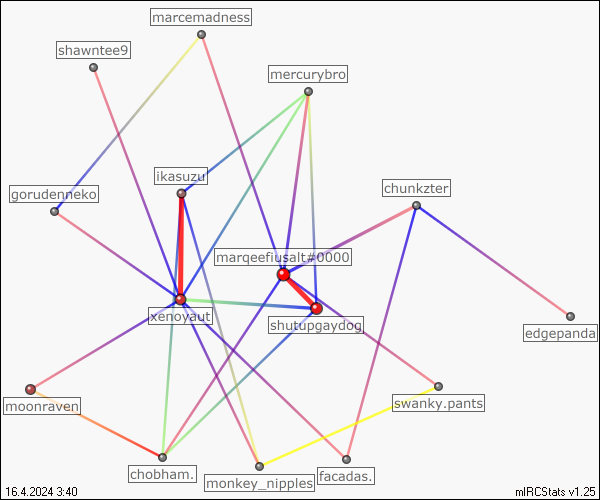 marcemadness
shawntee9
mercurybro
ikasuzu
chunkzter
gorudenneko
marqeefiusalt#0000
xenoyaut
shutupgaydog
edgepanda
moonraven
swanky.pants
chobham.
monkey_nipples
facadas.
16.4.2024 3:40
mIRCStats v1.25